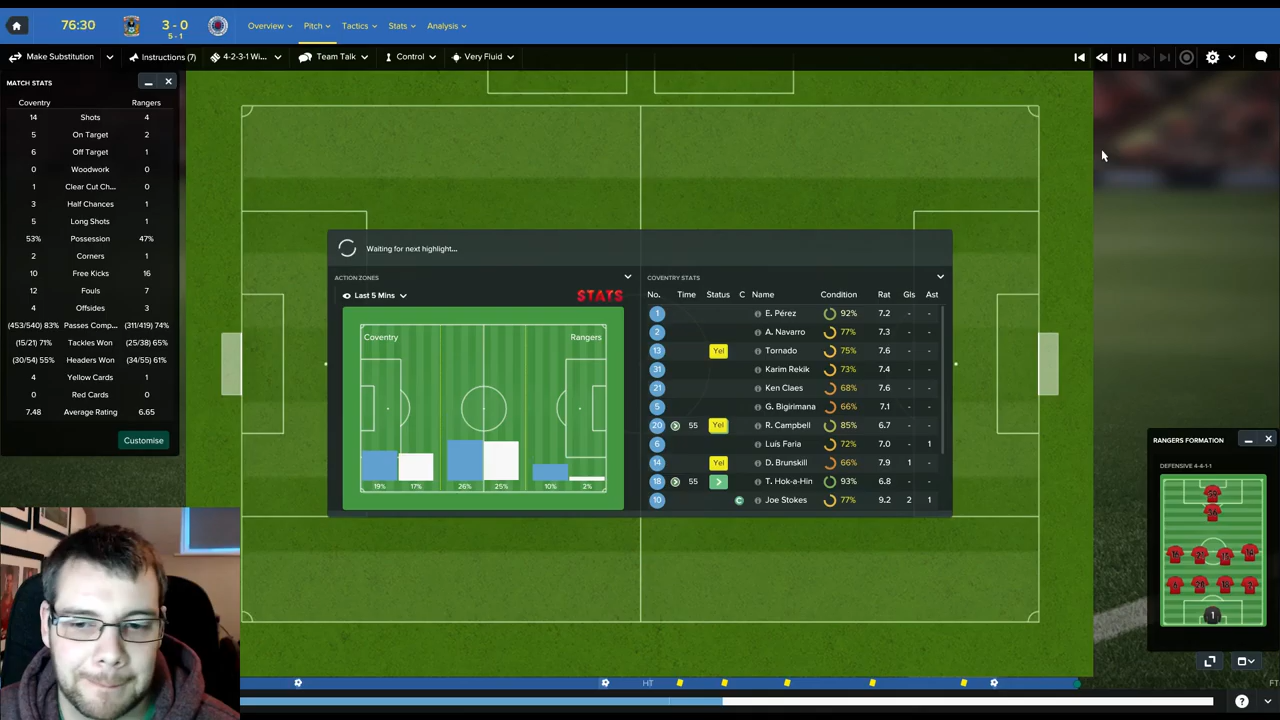 76:30 3 - 0 5 - 1 Overview Pitch Tactics Stats Analysis
Make Substitution Instructions (7) 4-2-3-1 Wi... Team Talk Control Very Fluid
MATCH STATS
Coventry Rangers
14 Shots 4
5 On Target 2
6 Off Target 1
0 Woodwork 0
1 Clear Cut Ch... 0
3 Half Chances 1
5 Long Shots 1
53% Possession 47%
2 Corners 1
10 Free Kicks 16
12 Fouls 7
4 Offsides 3
(453/540) 83% Passes Comp... (311/419) 74%
(15/21) 71% Tackles Won (25/38) 65%
(30/54) 55% Headers Won (34/55) 61%
4 Yellow Cards 1
0 Red Cards 0
7.48 Average Rating 6.65
Customise
Waiting for next highlight...
ACTION ZONES
Last 5 Mins STATS
Coventry Rangers
19% 17% 26% 25% 10% 2%
COVENTRY STATS
No. Time Status C Name Condition Rat Gls Ast
1 E. Pérez 92% 7.2 - -
2 A. Navarro 77% 7.3 - -
13 Yel Tornado 75% 7.6 - -
31 Karim Rekik 73% 7.4 - -
21 Ken Claes 68% 7.6 - -
5 G. Bigirimana 66% 7.1 - -
20 55 Yel R. Campbell 85% 6.7 - -
6 Luís Faria 72% 7.0 - 1
14 Yel D. Brunskill 66% 7.9 1 -
18 55 T. Hok-a-Hin 93% 6.8 - -
10 C Joe Stokes 77% 9.2 2 1
RANGERS FORMATION
DEFENSIVE 4-4-1-1
1
HT FT
?